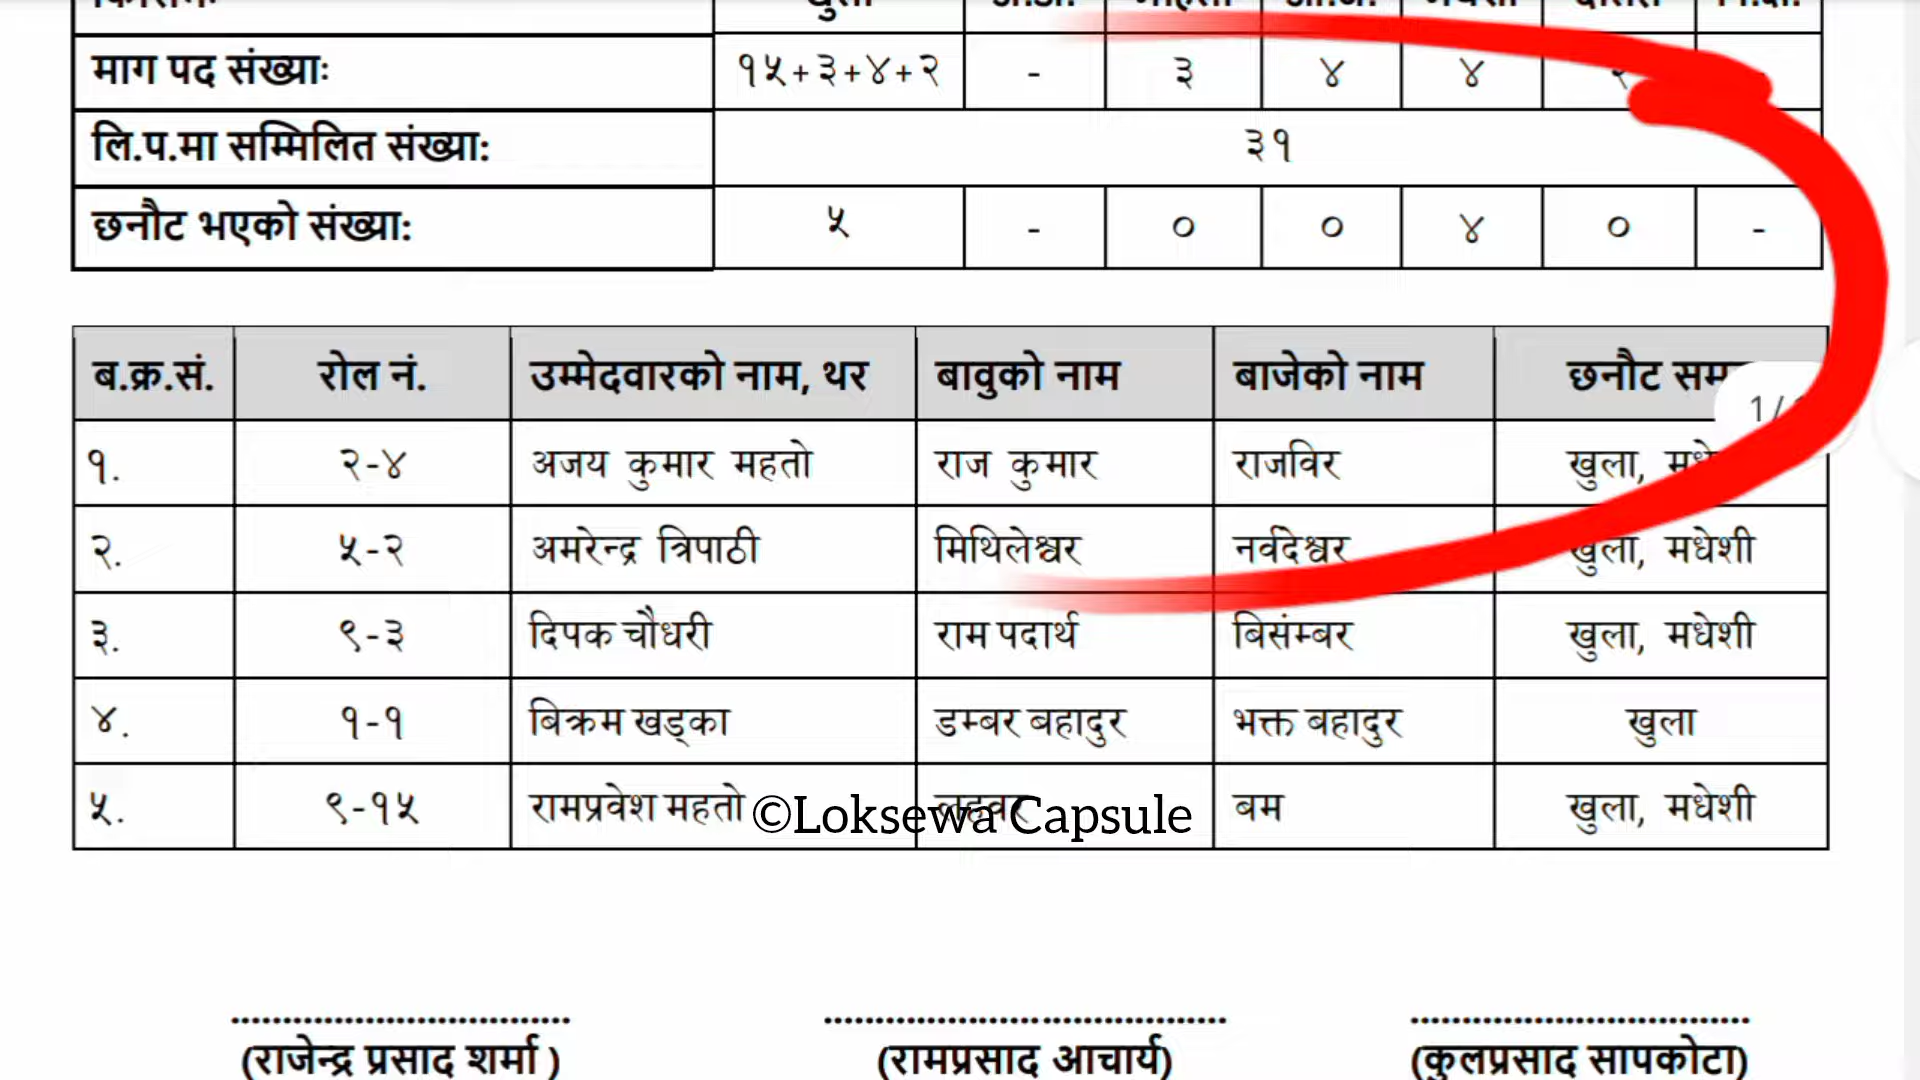 माग पद संख्याः १५+३+४+२ - ३ ४ ४
लि.प.मा सम्मिलित संख्या: ३१
छनौट भएको संख्या: ५ - ० ० ४ ० -
ब.क्र.सं. रोल नं. उम्मेदवारको नाम, थर बावुको नाम बाजेको नाम छनौट
१. २-४ अजय कुमार महतो राज कुमार राजविर खुला,
२. ५-२ अमरेन्द्र त्रिपाठी मिथिलेश्वर नर्वदेश्वर खुला, मधेशी
३. ९-३ दिपक चौधरी राम पदार्थ बिसंम्बर खुला, मधेशी
४. १-१ बिक्रम खड्का डम्बर बहादुर भक्त बहादुर खुला
५. ९-१५ रामप्रवेश महतो बम खुला, मधेशी
©Loksewa Capsule
(राजेन्द्र प्रसाद शर्मा ) (रामप्रसाद आचार्य) (कुलप्रसाद सापकोटा)